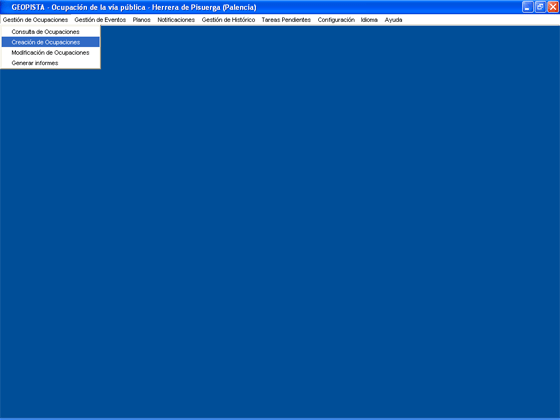 GEOPISTA - Ocupación de la vía pública - Herrera de Pisuerga (Palencia)
Gestión de Ocupaciones Gestión de Eventos Planos Notificaciones Gestión de Histórico Tareas Pendientes Configuración Idioma Ayuda
Consulta de Ocupaciones
Creación de Ocupaciones
Modificación de Ocupaciones
Generar informes